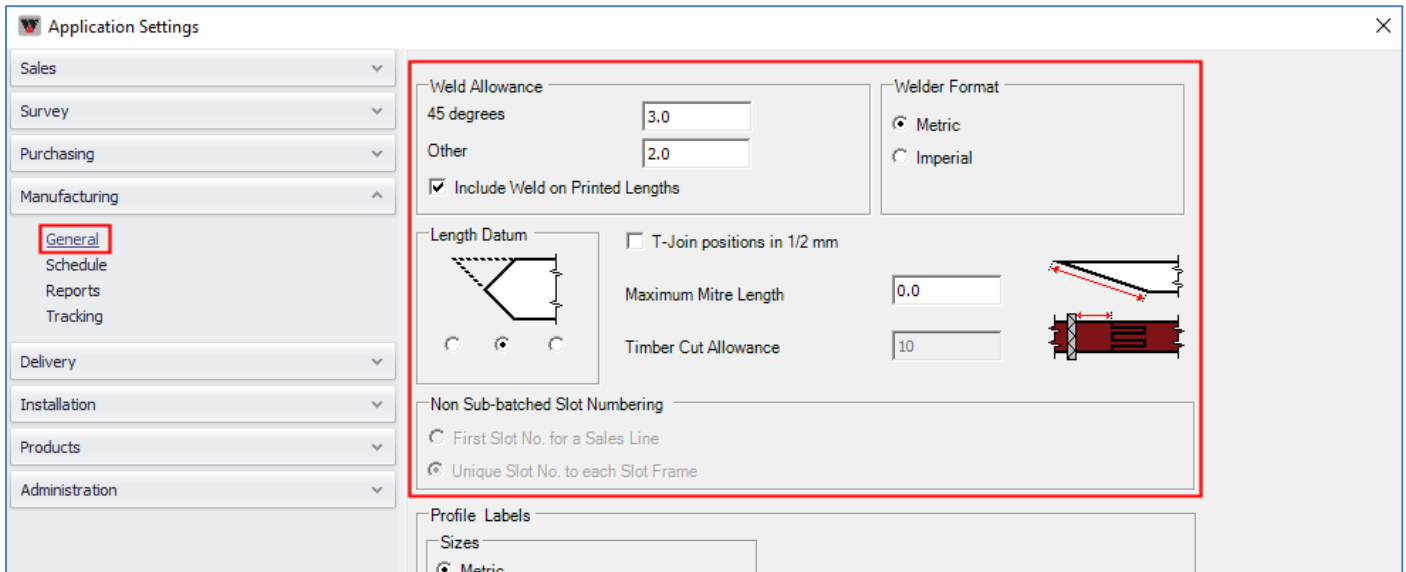 Application Settings
Sales
Survey
Purchasing
Manufacturing
General
Schedule
Reports
Tracking
Delivery
Installation
Products
Administration
Weld Allowance
45 degrees 3.0
Other 2.0
Include Weld on Printed Lengths
Welder Format
Metric
Imperial
Length Datum
T-Join positions in 1/2 mm
Maximum Mitre Length 0.0
Timber Cut Allowance 10
Non Sub-batched Slot Numbering
First Slot No. for a Sales Line
Unique Slot No. to each Slot Frame
Profile Labels
Sizes
Metric